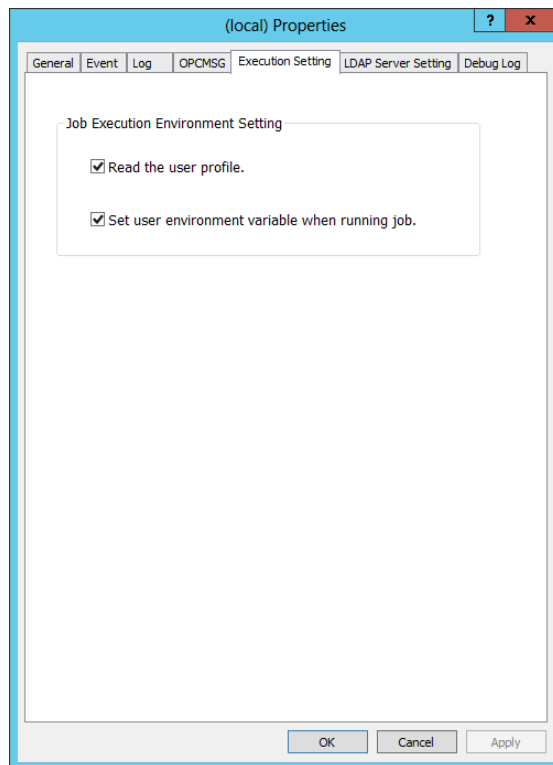 (local) Properties
? x
General Event Log OPCMSG Execution Setting LDAP Server Setting Debug Log
Job Execution Environment Setting
Read the user profile.
Set user environment variable when running job.
OK Cancel Apply